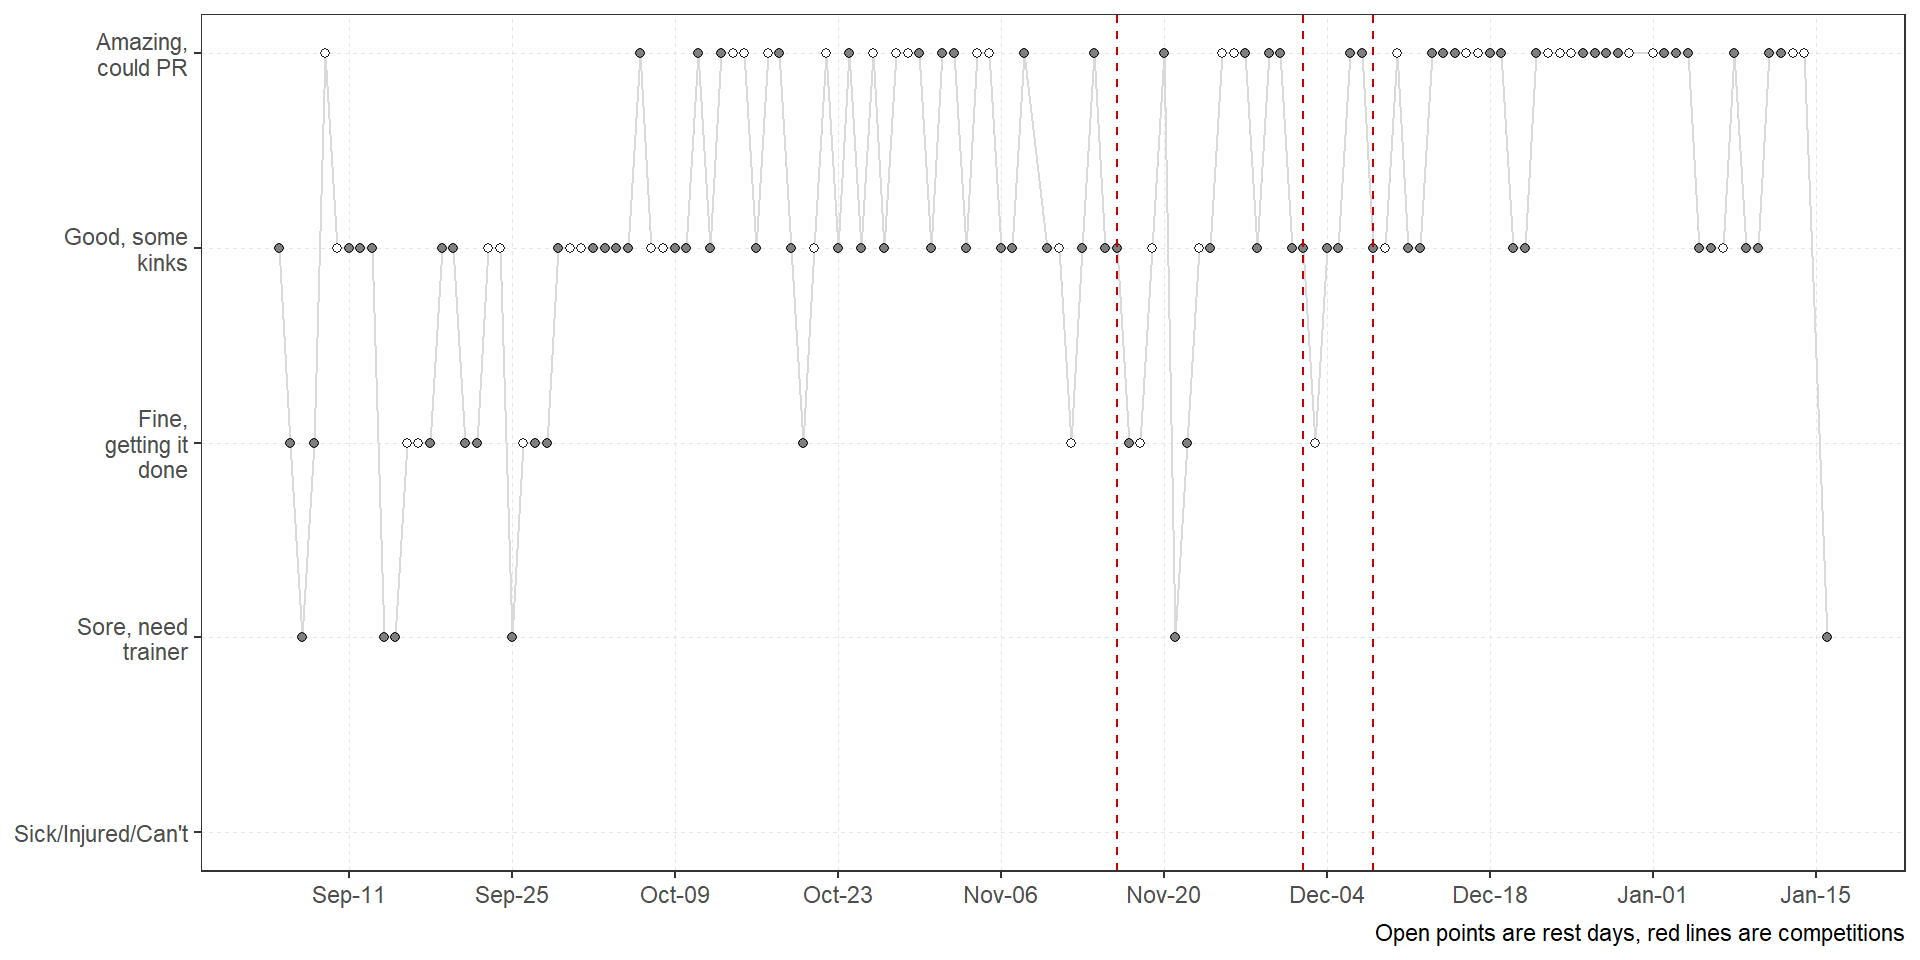 Amazing,
could PR
Good, some
kinks
Fine,
getting it
done
Sore, need
trainer
Sick/Injured/Can't
Sep-11
Sep-25
Oct-09
Oct-23
Nov-06
Nov-20
Dec-04
Dec-18
Jan-01
Jan-15
Open points are rest days, red lines are competitions